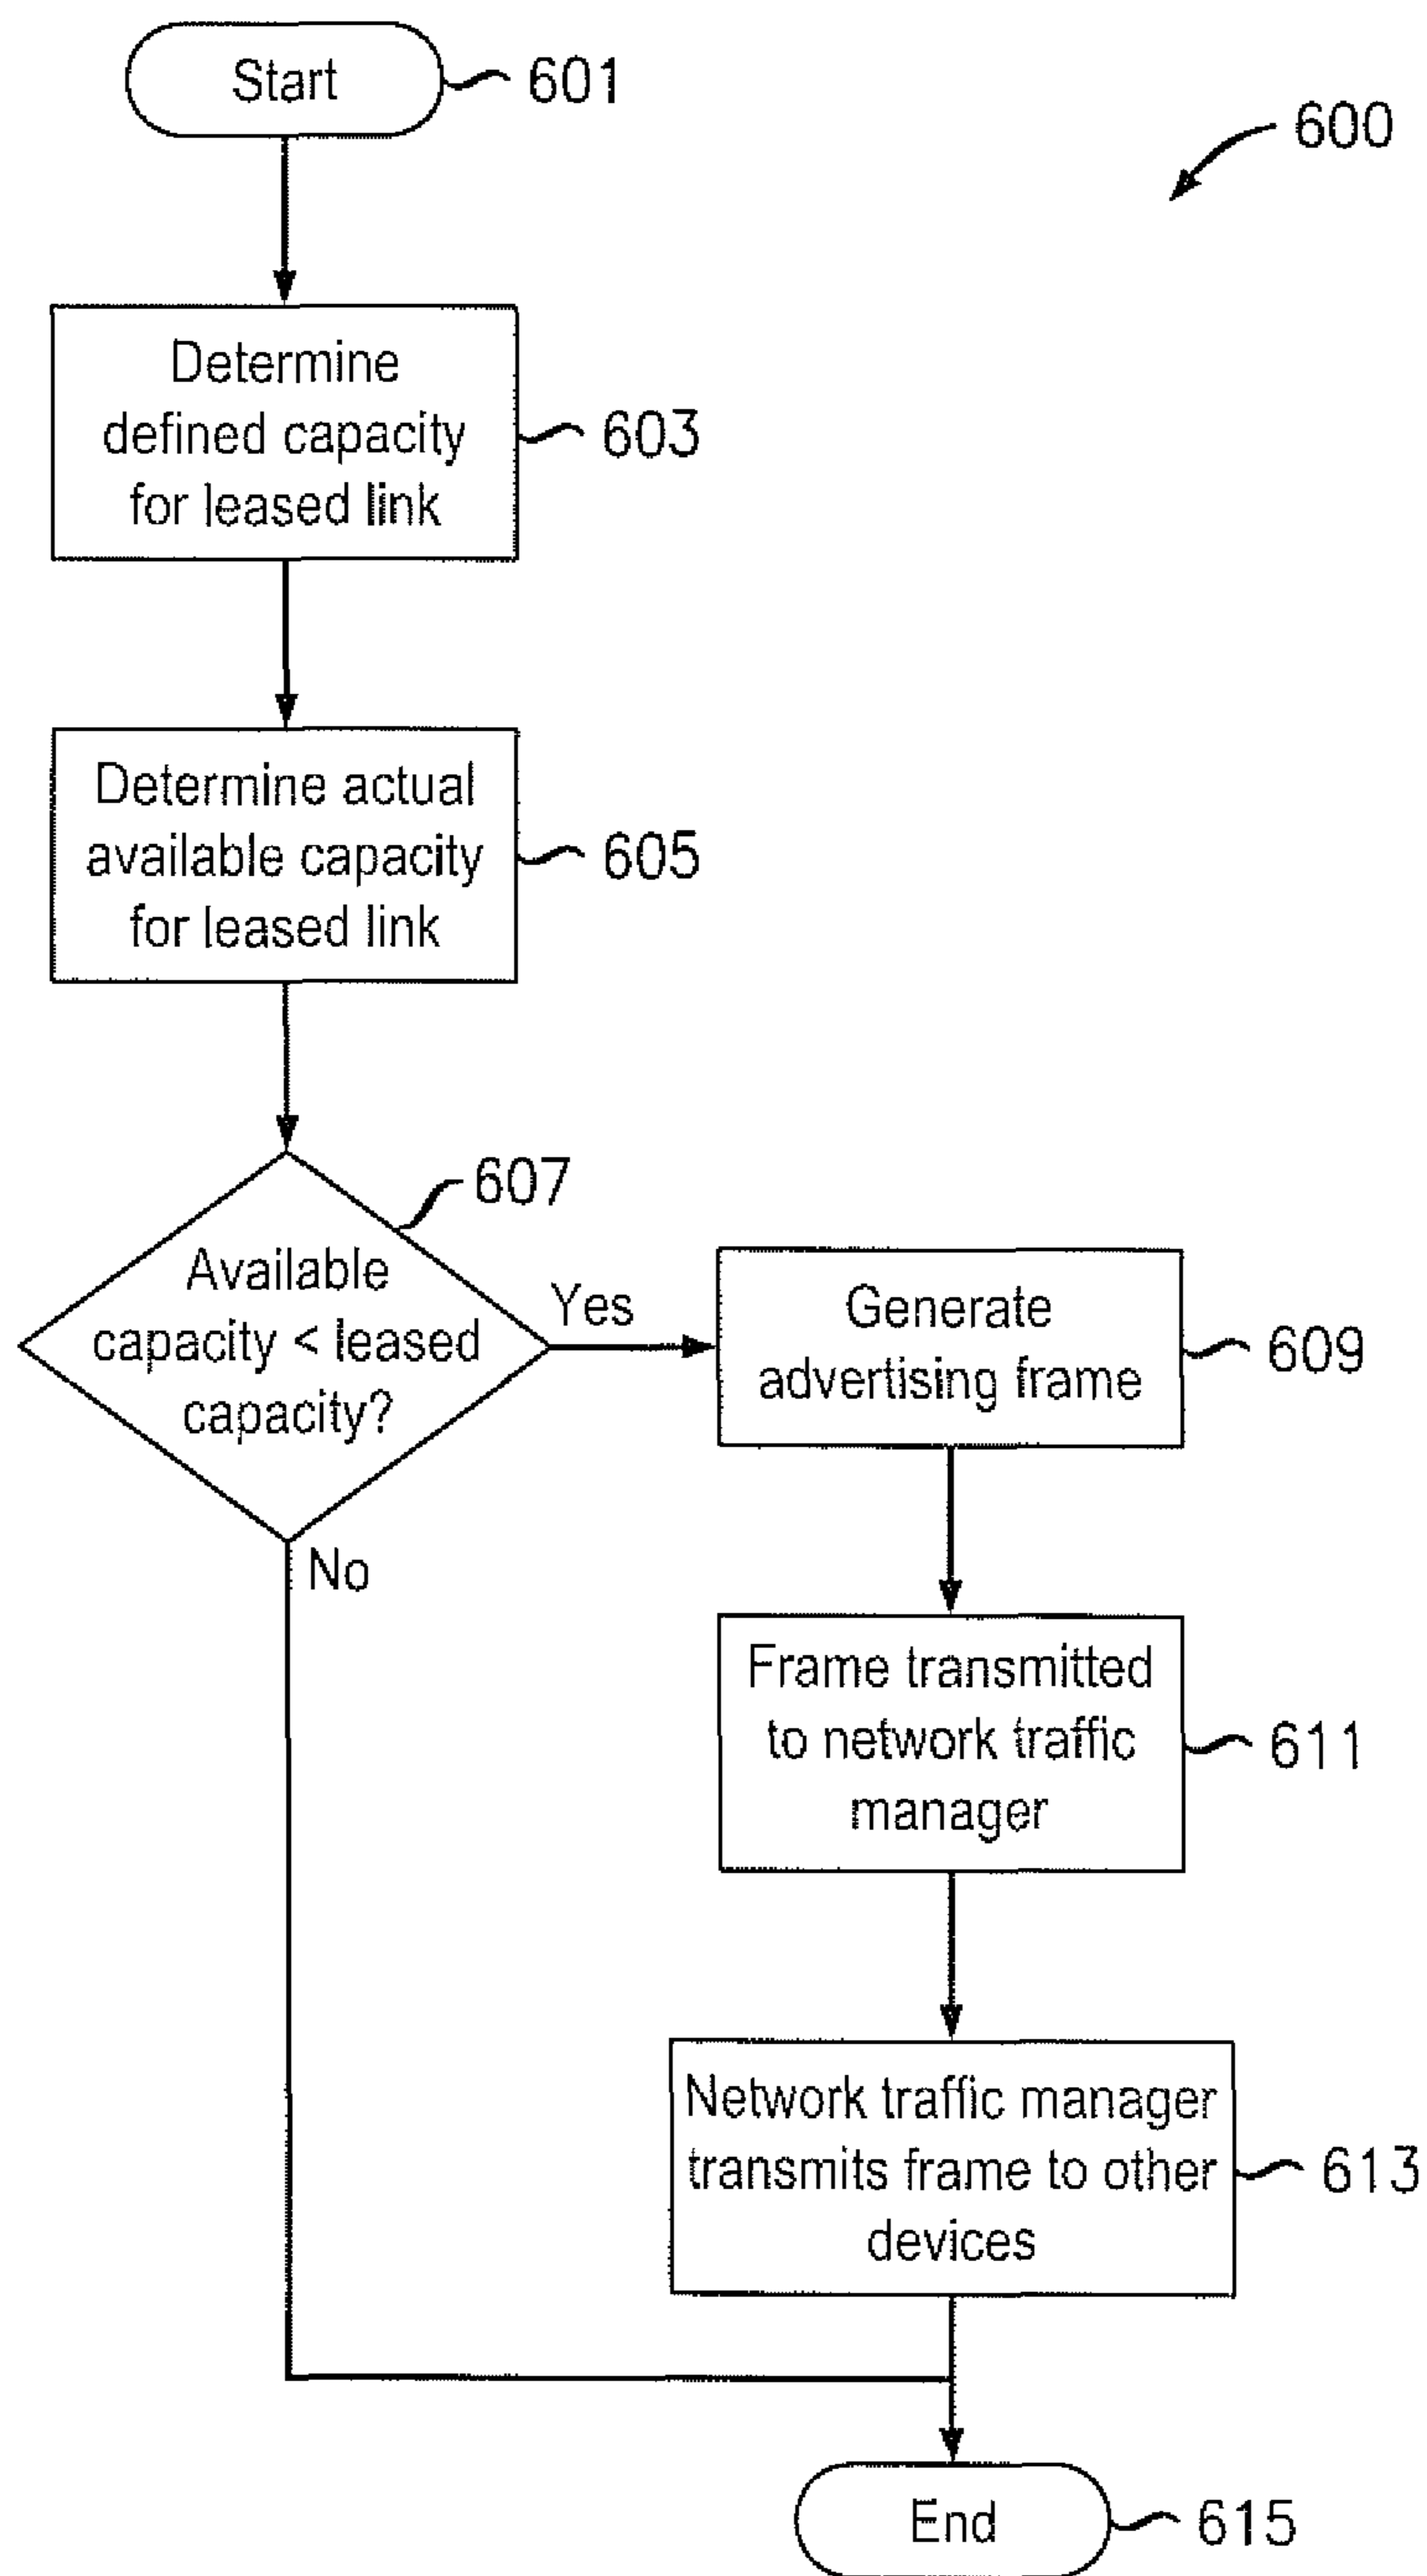 Start
601
600
Determine
defined capacity
for leased link
603
Determine actual
available capacity
for leased link
605
607
Available
capacity < leased
capacity?
Yes
No
Generate
advertising frame
609
Frame transmitted
to network traffic
manager
611
Network traffic manager
transmits frame to other
devices
613
End
615